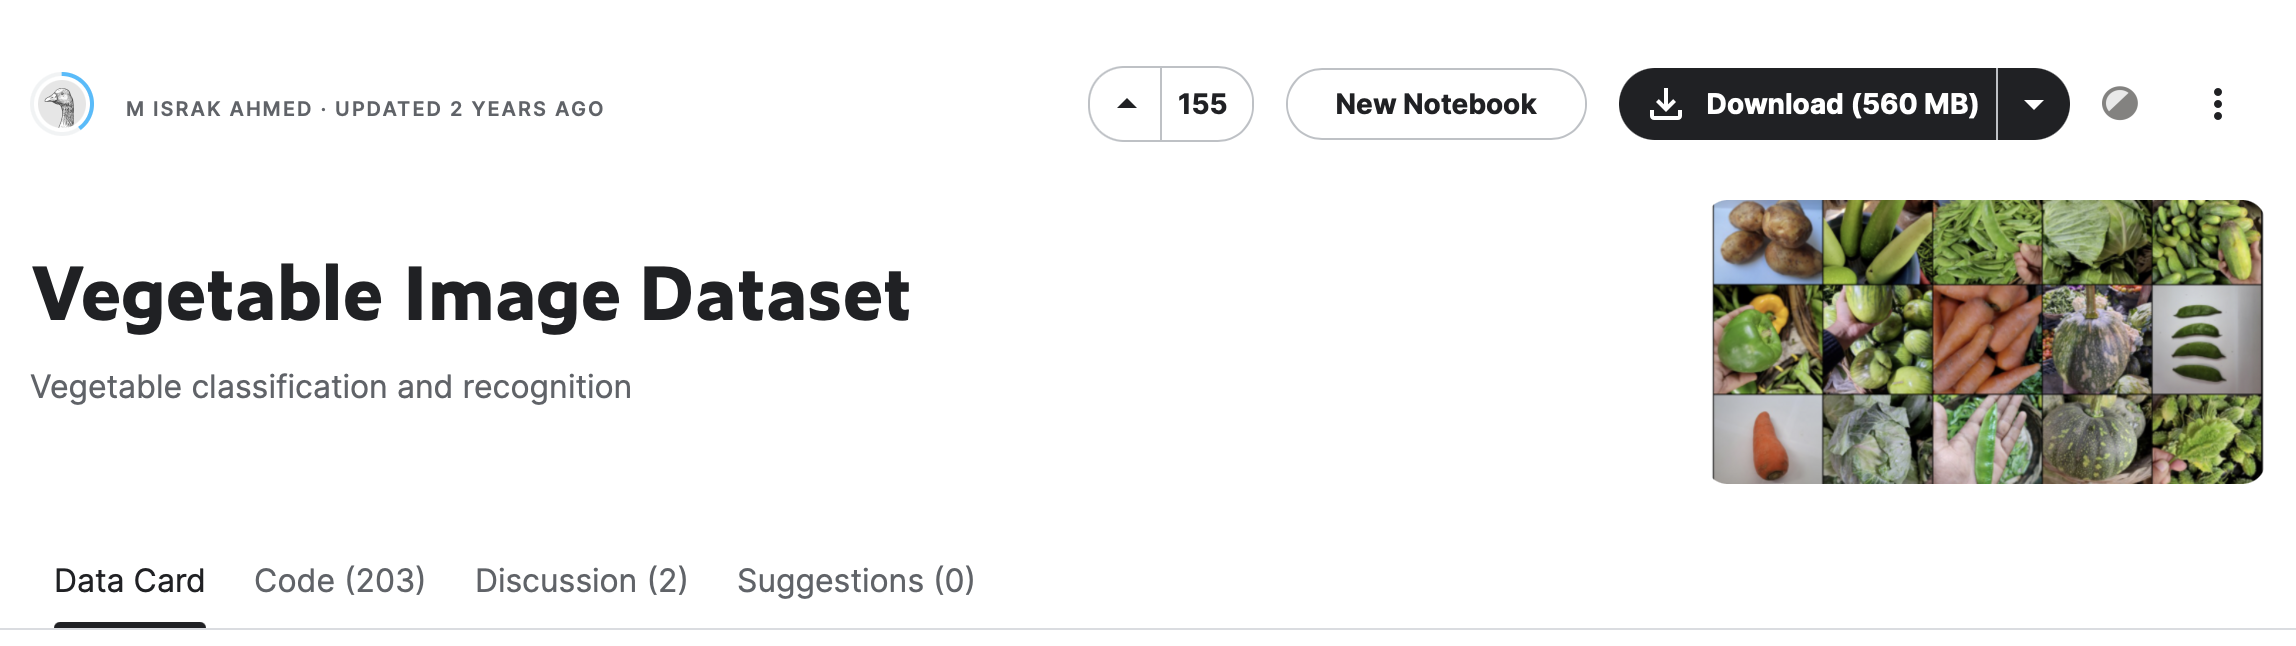 M ISRAK AHMED · UPDATED 2 YEARS AGO
155
New Notebook
Download (560 MB)
Vegetable Image Dataset
Vegetable classification and recognition
Data Card
Code (203)
Discussion (2)
Suggestions (0)